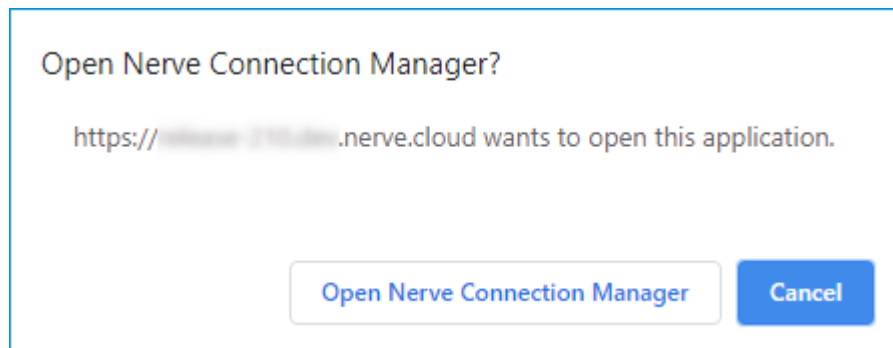 Open Nerve Connection Manager?
https:// .nerve.cloud wants to open this application.
Open Nerve Connection Manager
Cancel